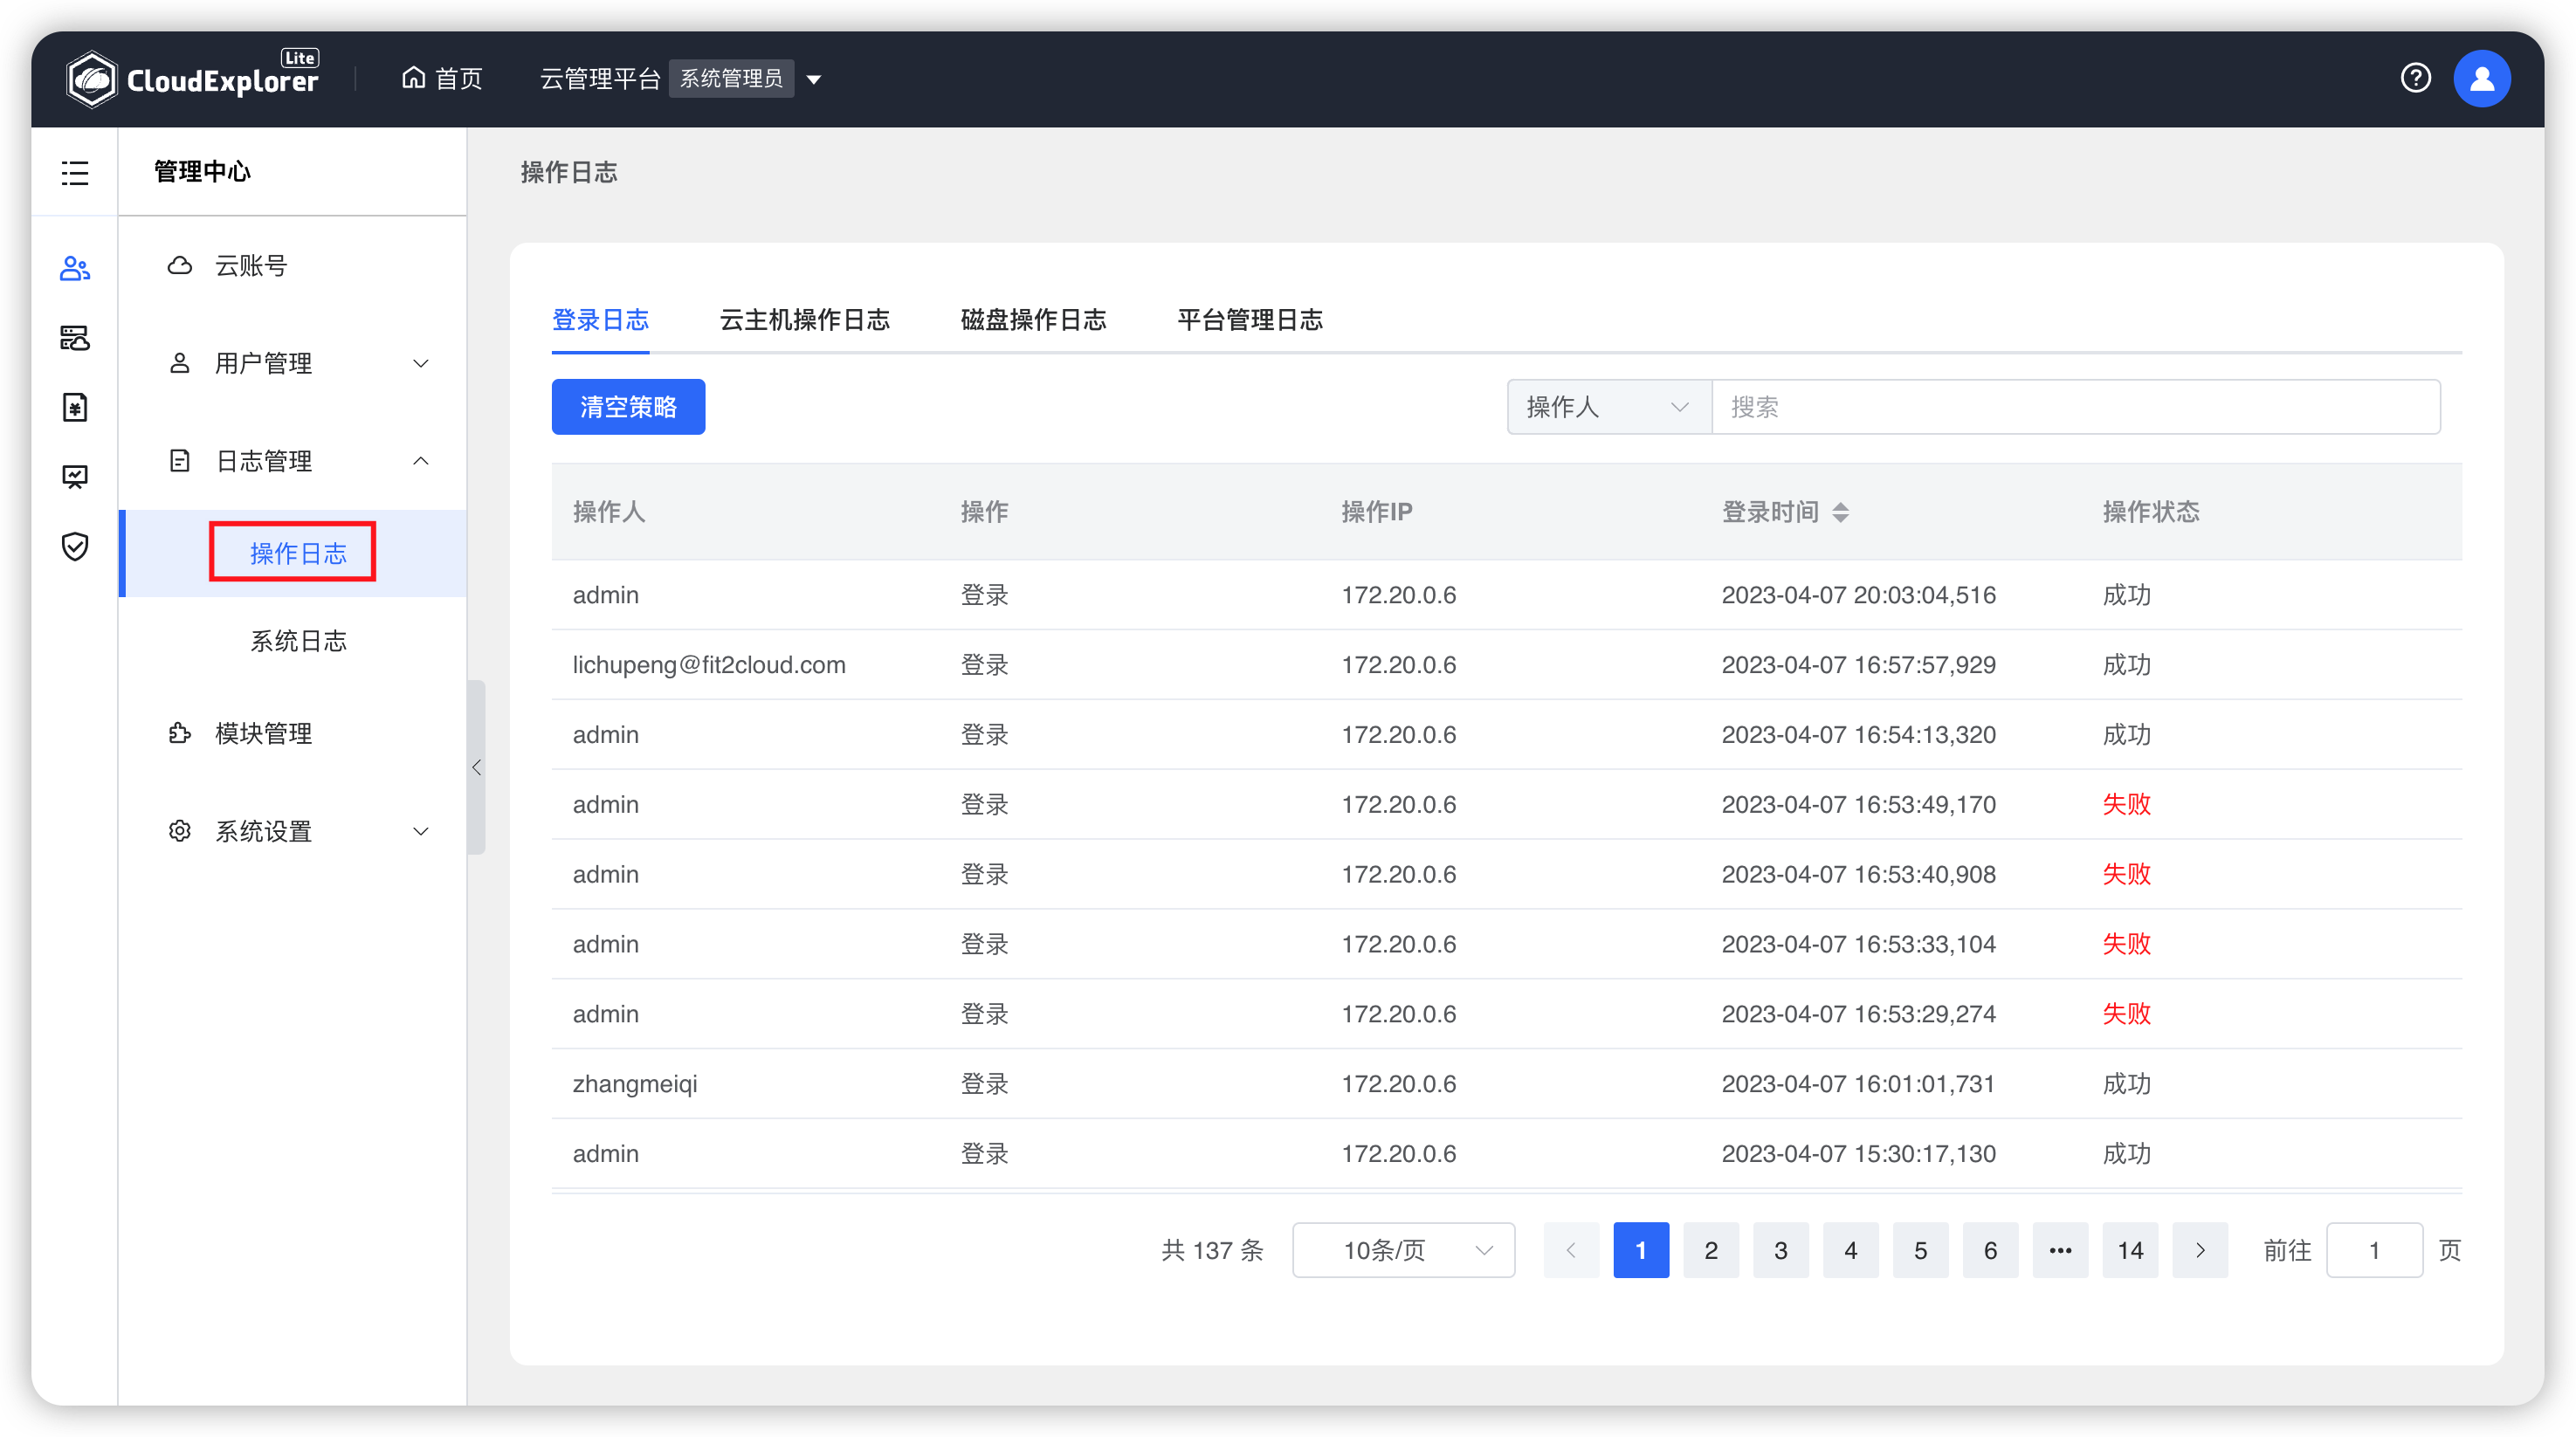 CloudExplorer Lite
首页
云管理平台 系统管理员
管理中心
云账号
用户管理
日志管理
操作日志
系统日志
模块管理
系统设置
操作日志
登录日志 云主机操作日志 磁盘操作日志 平台管理日志
清空策略 操作人 搜索
操作人 操作 操作IP 登录时间 操作状态
admin 登录 172.20.0.6 2023-04-07 20:03:04,516 成功
lichupeng@fit2cloud.com 登录 172.20.0.6 2023-04-07 16:57:57,929 成功
admin 登录 172.20.0.6 2023-04-07 16:54:13,320 成功
admin 登录 172.20.0.6 2023-04-07 16:53:49,170 失败
admin 登录 172.20.0.6 2023-04-07 16:53:40,908 失败
admin 登录 172.20.0.6 2023-04-07 16:53:33,104 失败
admin 登录 172.20.0.6 2023-04-07 16:53:29,274 失败
zhangmeiqi 登录 172.20.0.6 2023-04-07 16:01:01,731 成功
admin 登录 172.20.0.6 2023-04-07 15:30:17,130 成功
共 137 条 10条/页 1 2 3 4 5 6 ••• 14 前往 1 页